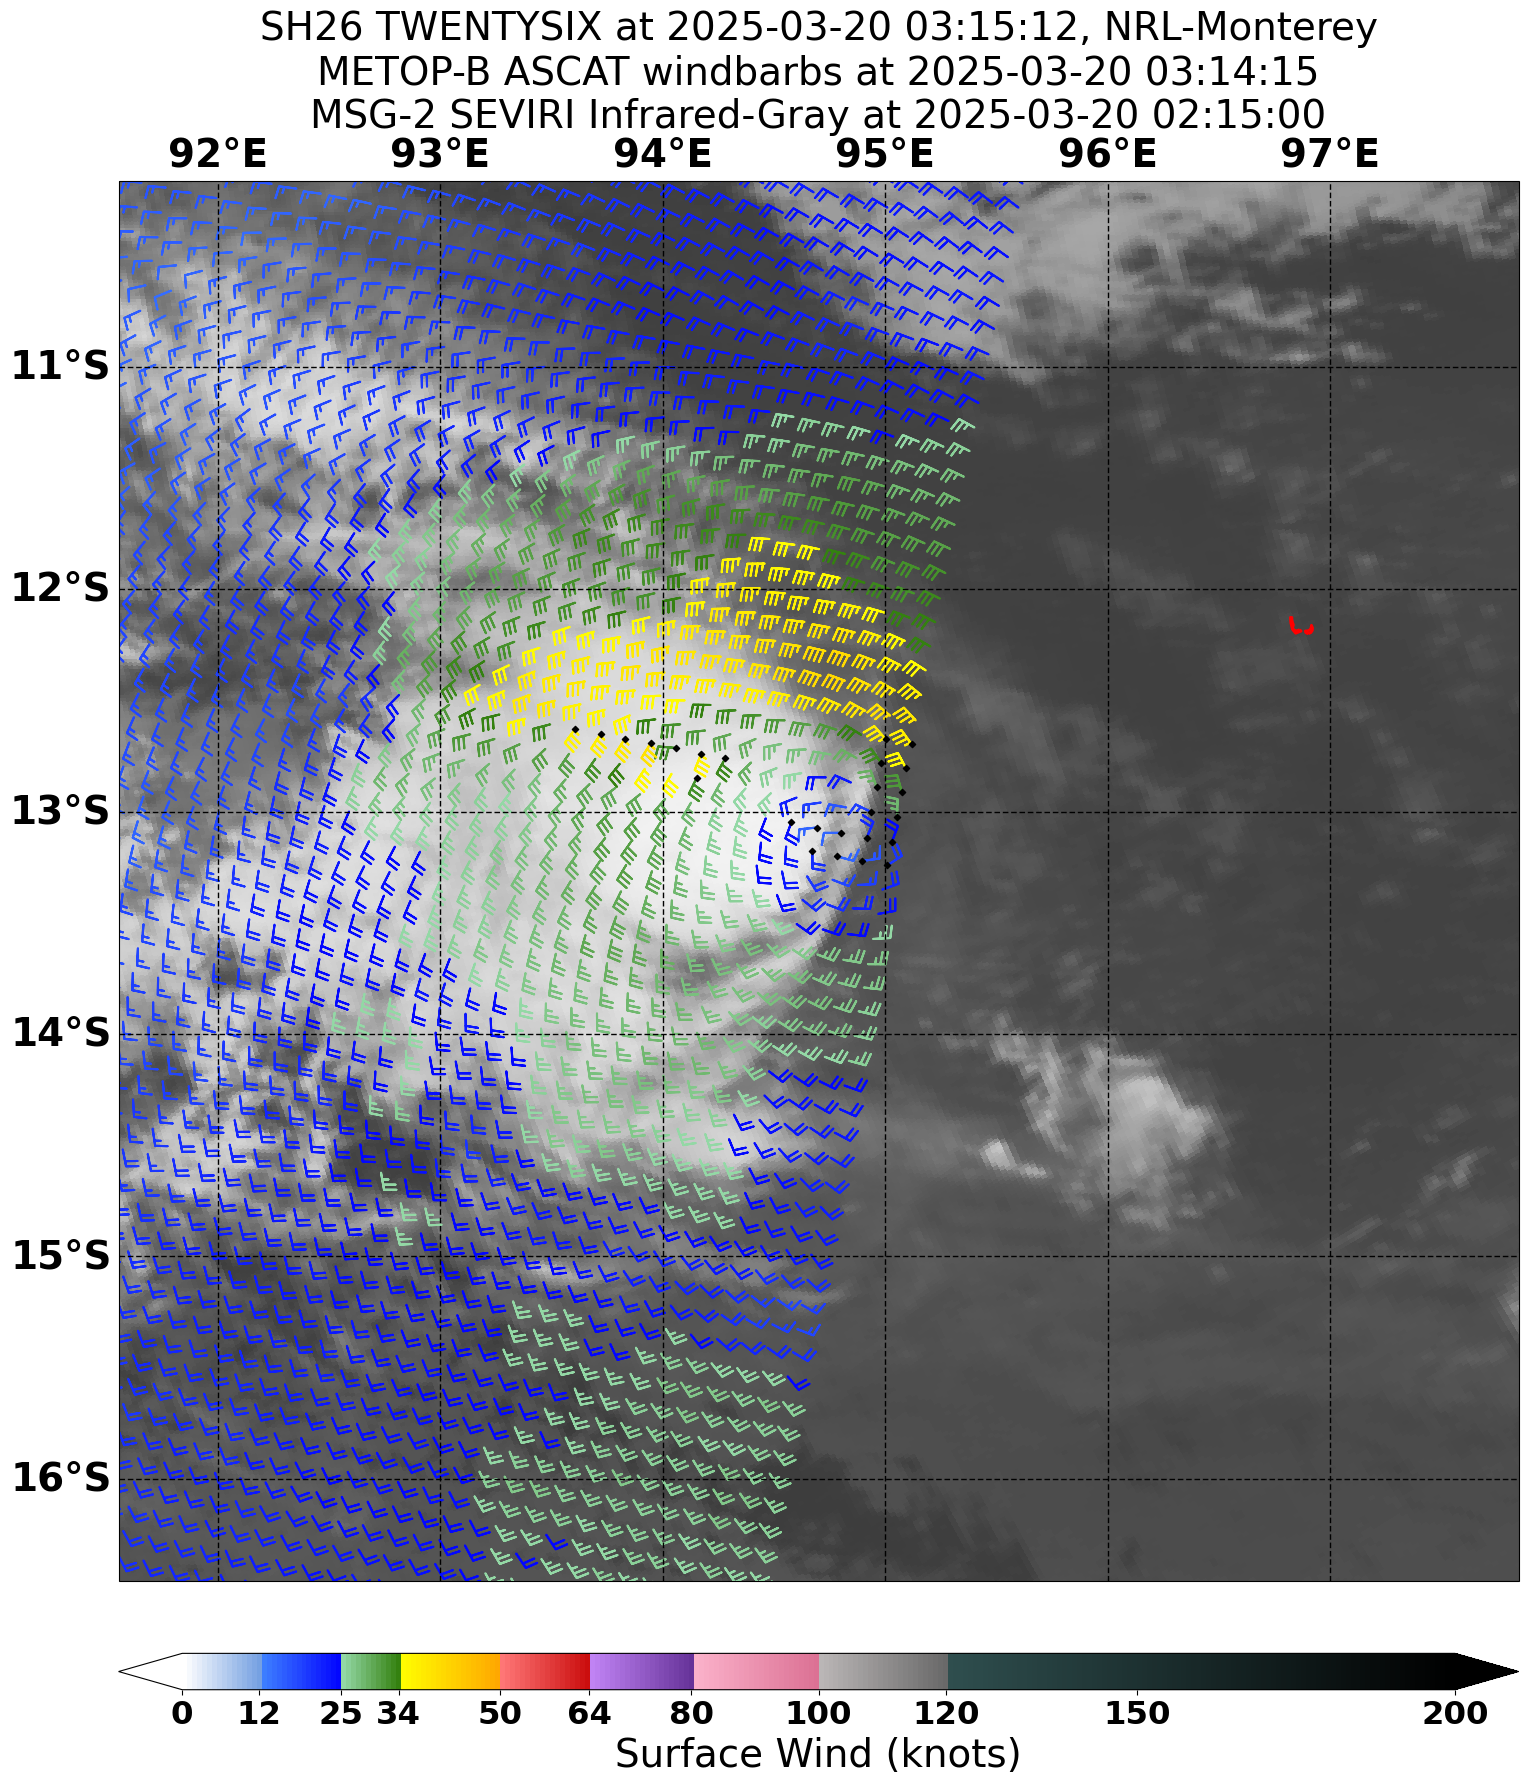 SH26 TWENTYSIX at 2025-03-20 03:15:12, NRL-Monterey
METOP-B ASCAT windbarbs at 2025-03-20 03:14:15
MSG-2 SEVIRI Infrared-Gray at 2025-03-20 02:15:00
92°E 93°E 94°E 95°E 96°E 97°E
11°S
12°S
13°S
14°S
15°S
16°S
0 12 25 34 50 64 80 100 120 150 200
Surface Wind (knots)